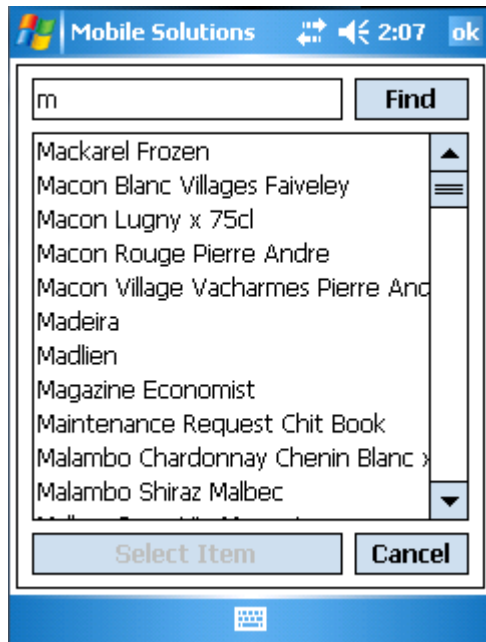 Mobile Solutions 2:07 ok
m Find
Mackarel Frozen
Macon Blanc Villages Faiveley
Macon Lugny x 75cl
Macon Rouge Pierre Andre
Macon Village Vacharmes Pierre And
Madeira
Madlien
Magazine Economist
Maintenance Request Chit Book
Malambo Chardonnay Chenin Blanc x
Malambo Shiraz Malbec
Select Item Cancel